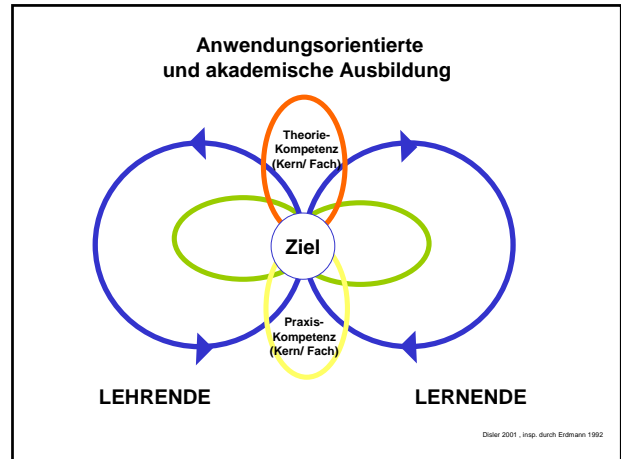 Anwendungsorientierte
und akademische Ausbildung
Theorie-
Kompetenz
(Kern/ Fach)
Ziel
Praxis-
Kompetenz
(Kern/ Fach)
LEHRENDE
LERNENDE
Disler 2001 , insp. durch Erdmann 1992